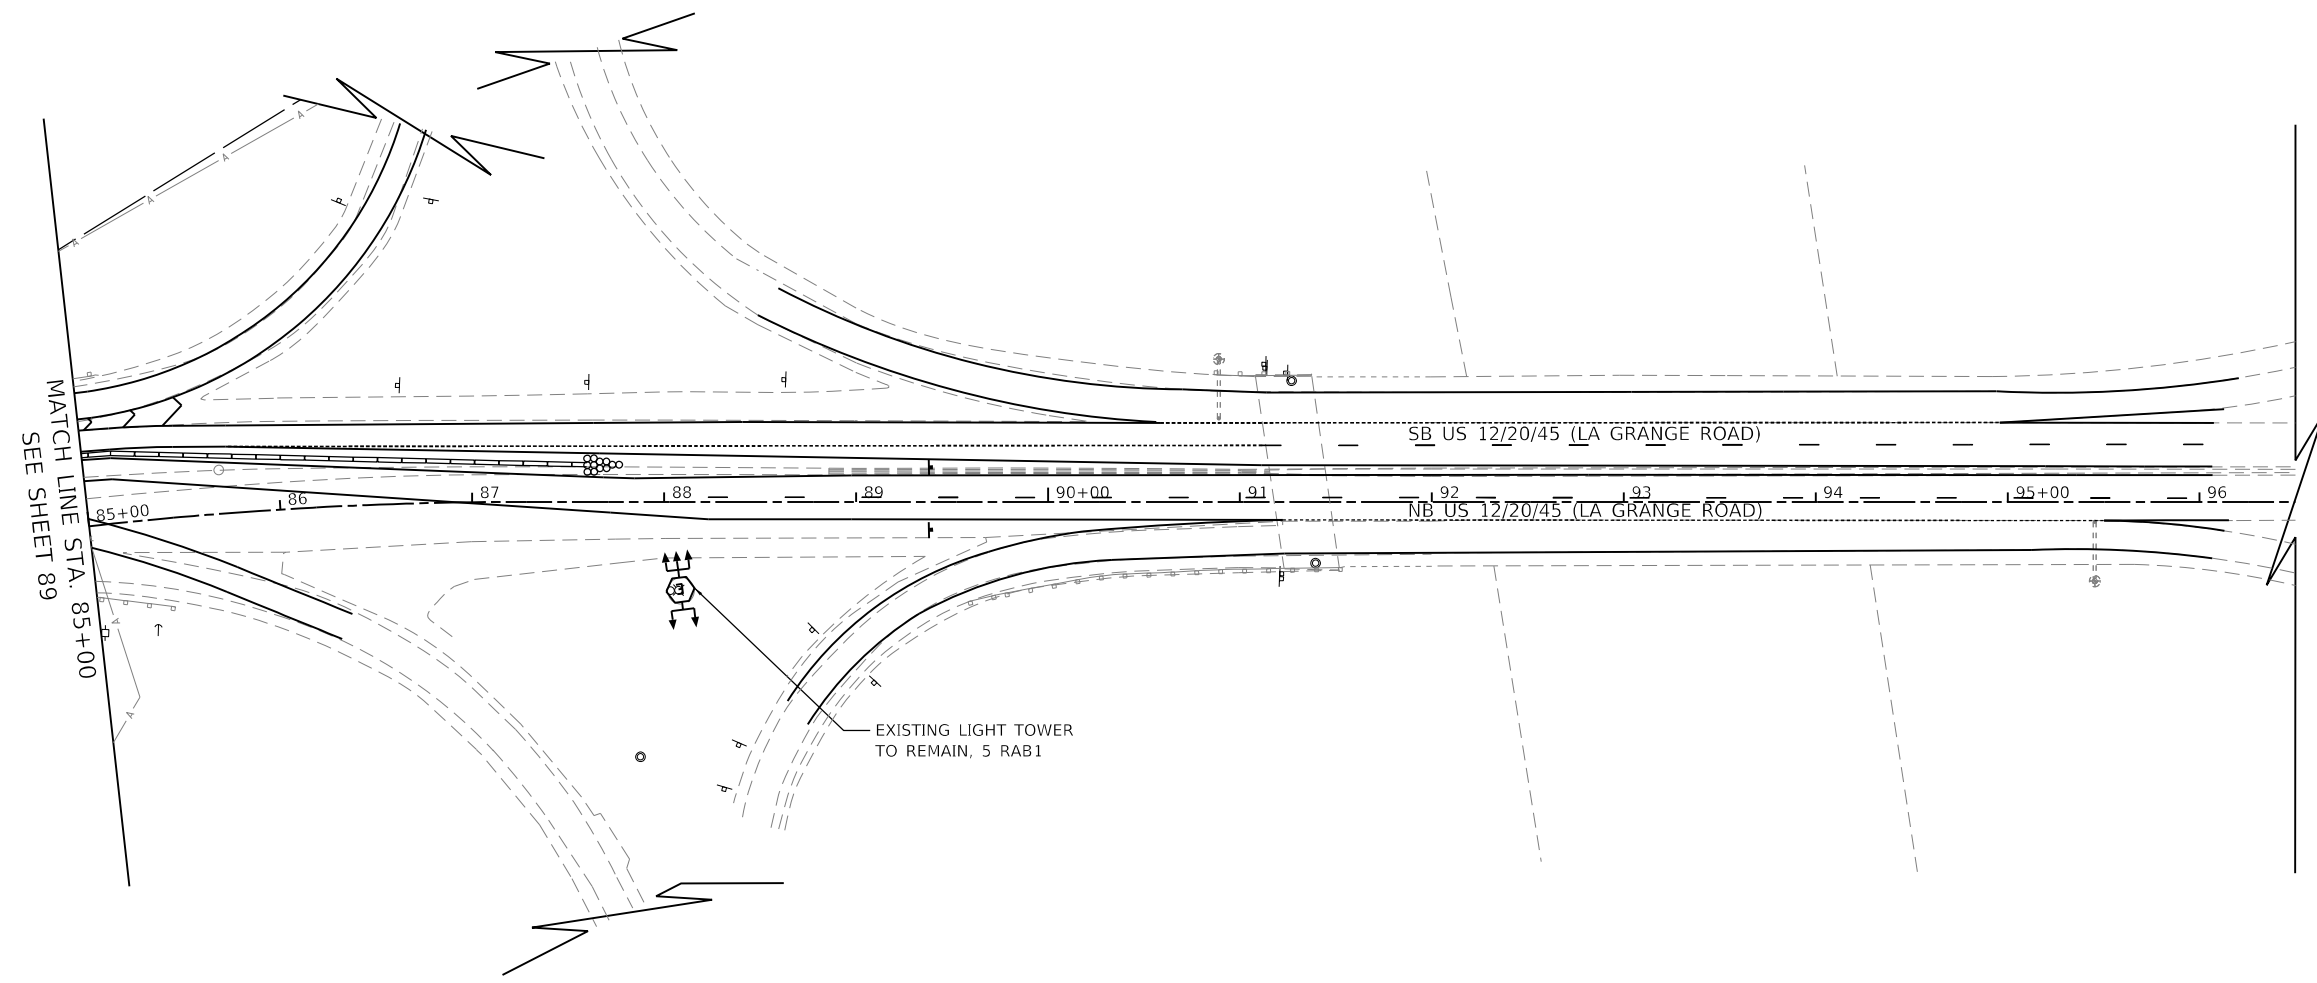 MATCH LINE STA. 85+00
SEE SHEET 89
SB US 12/20/45 (LA GRANGE ROAD)
85+00
86
87
88
89
90+00
91
92
93
94
95+00
96
NB US 12/20/45 (LA GRANGE ROAD)
EXISTING LIGHT TOWER
TO REMAIN, 5 RAB1
A
A
A
A
A
A